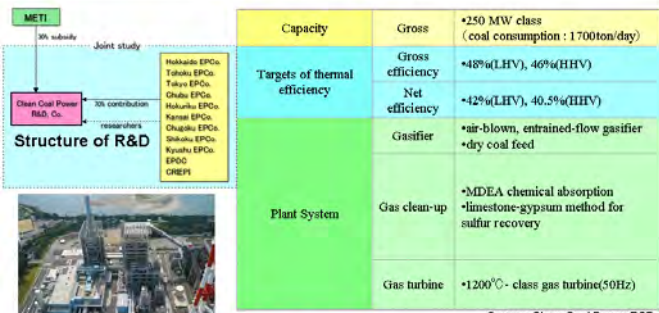 METI
30% subsidy
Joint study
Hokkaido EPCo.
Tohoku EPCo.
Tokyo EPCo.
Chubu EPCo.
Hokuriku EPCo.
Kansai EPCo.
Chugoku EPCo.
Shikoku EPCo.
Kyushu EPCo.
EPDC
CRIEPI
Clean Coal Power
R&D, Co.
70% contribution
researchers
Structure of R&D
Capacity
Gross
•250 MW class
(coal consumption : 1700ton/day)
Targets of thermal
efficiency
Gross
efficiency
•48%(LHV), 46%(HHV)
Net
efficiency
•42%(LHV), 40.5%(HHV)
Plant System
Gasifier
•air-blown, entrained-flow gasifier
•dry coal feed
Gas clean-up
•MDEA chemical absorption
•limestone-gypsum method for
sulfur recovery
Gas turbine
•1200℃- class gas turbine(50Hz)